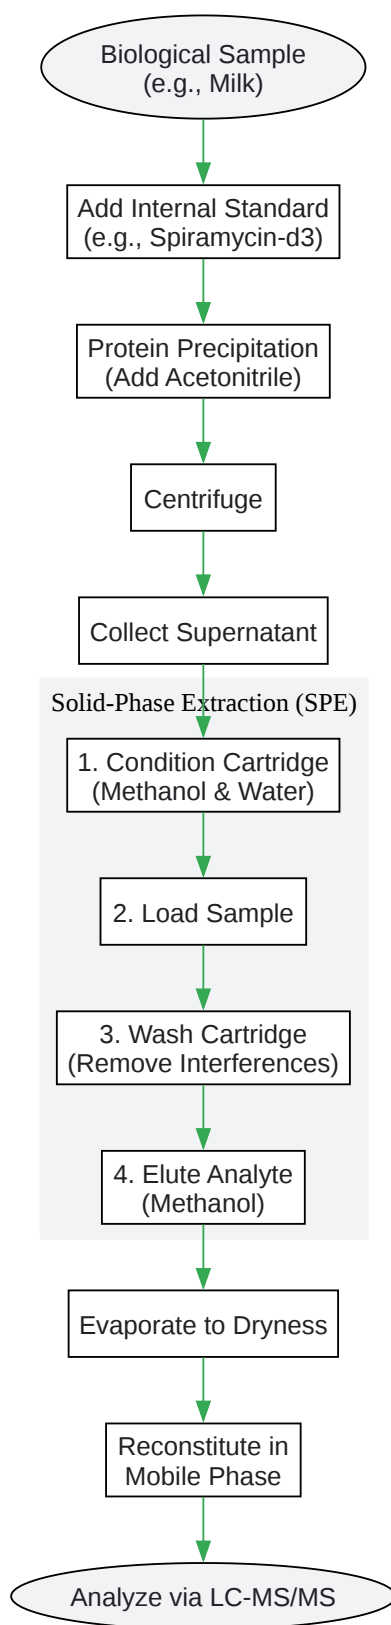 Biological Sample
(e.g., Milk)
Add Internal Standard
(e.g., Spiramycin-d3)
Protein Precipitation
(Add Acetonitrile)
Centrifuge
Collect Supernatant
Solid-Phase Extraction (SPE)
1. Condition Cartridge
(Methanol & Water)
2. Load Sample
3. Wash Cartridge
(Remove Interferences)
4. Elute Analyte
(Methanol)
Evaporate to Dryness
Reconstitute in
Mobile Phase
Analyze via LC-MS/MS